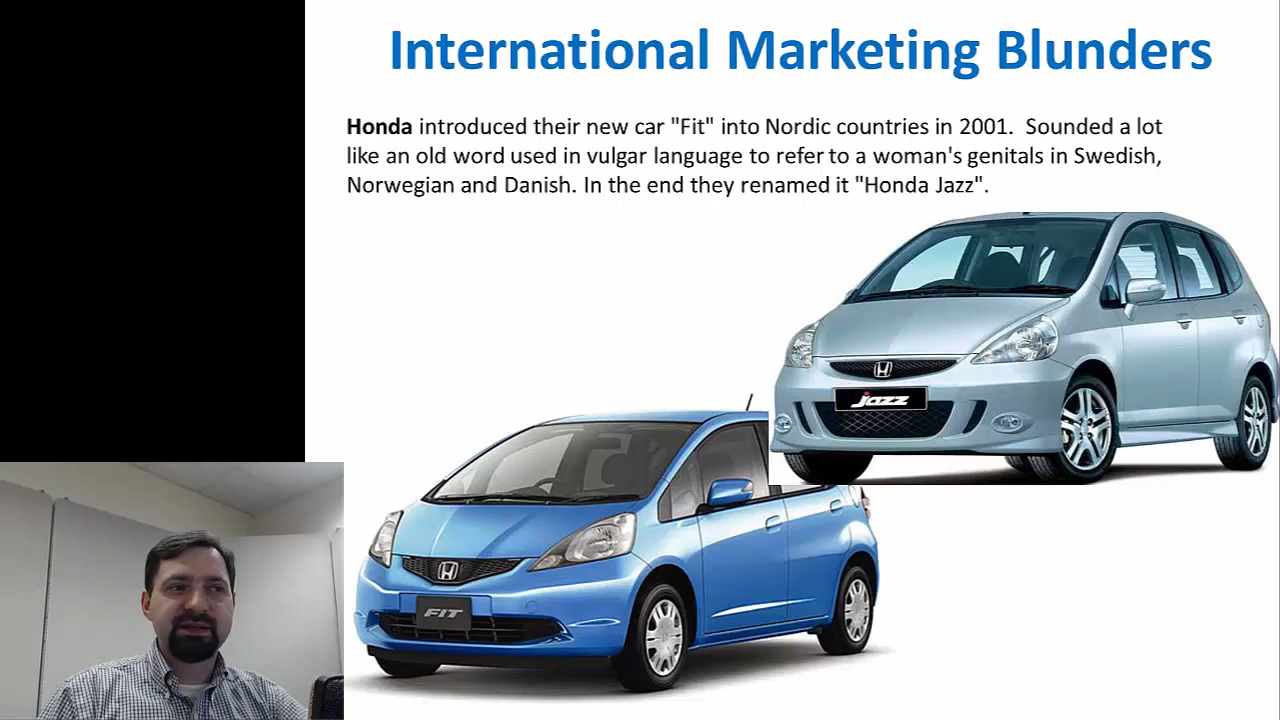 International Marketing Blunders
Honda introduced their new car "Fit" into Nordic countries in 2001.  Sounded a lot
like an old word used in vulgar language to refer to a woman's genitals in Swedish,
Norwegian and Danish. In the end they renamed it "Honda Jazz".
Jazz
FIT